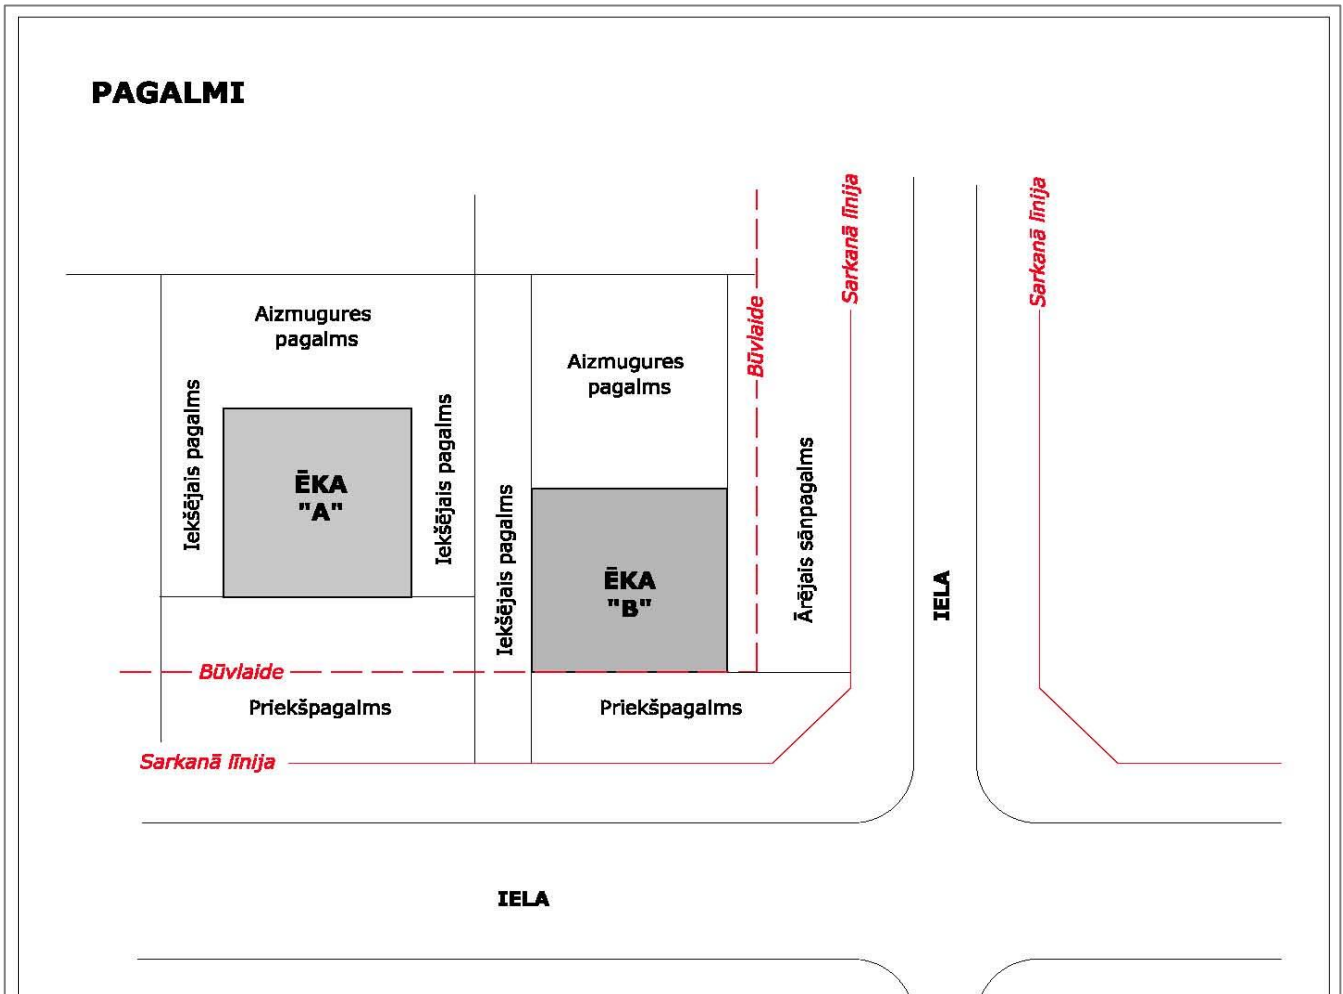 PAGALMI
Sarkanā līnija
Sarkanā līnija
Būvlaide
Aizmugures
pagalms
Aizmugures
pagalms
Iekšējais pagalms
Iekšējais pagalms
Iekšējais pagalms
Ārējais sānpagalms
ĒKA
"A"
ĒKA
"B"
IELA
Būvlaide
Priekšpagalms
Priekšpagalms
Sarkanā līnija
IELA